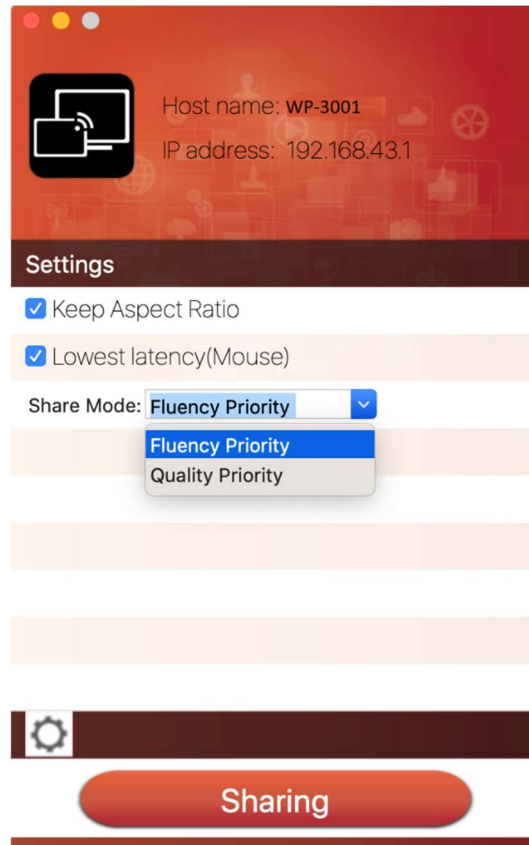 Host name: WP-3001
IP address: 192.168.43.1
Settings
Keep Aspect Ratio
Lowest latency(Mouse)
Share Mode: Fluency Priority
Fluency Priority
Quality Priority
Sharing